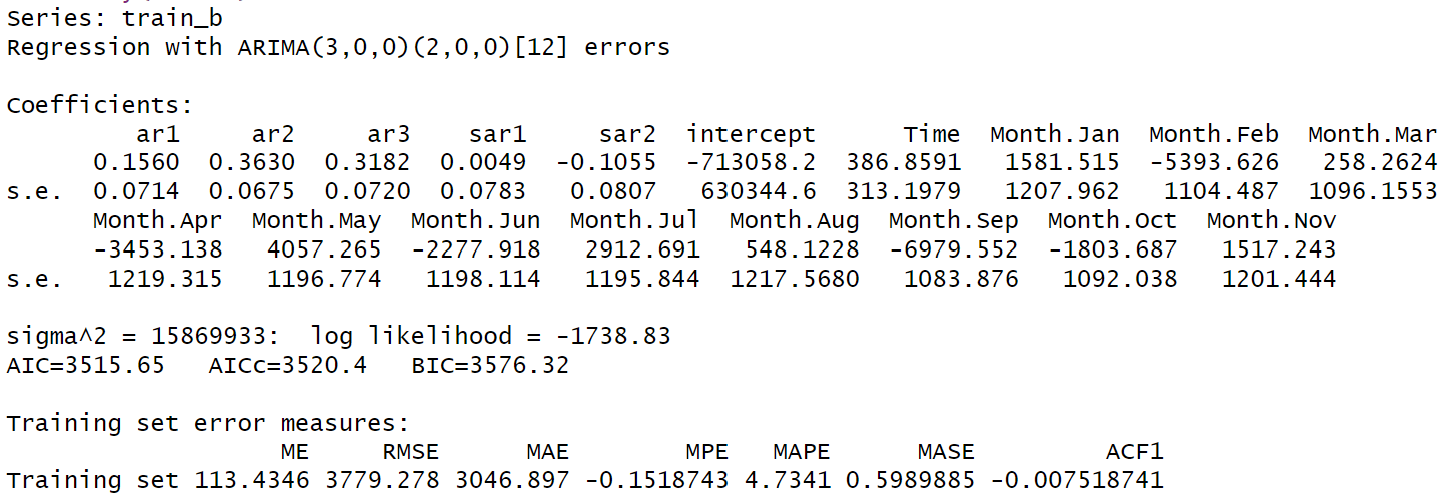 Series: train_b
Regression with ARIMA(3,0,0)(2,0,0)[12] errors
Coefficients:
ar1 ar2 ar3 sar1 sar2 intercept Time Month.Jan Month.Feb Month.Mar
0.1560 0.3630 0.3182 0.0049 -0.1055 -713058.2 386.8591 1581.515 -5393.626 258.2624
s.e. 0.0714 0.0675 0.0720 0.0783 0.0807 630344.6 313.1979 1207.962 1104.487 1096.1553
Month.Apr Month.May Month.Jun Month.Jul Month.Aug Month.Sep Month.Oct Month.Nov
-3453.138 4057.265 -2277.918 2912.691 548.1228 -6979.552 -1803.687 1517.243
s.e. 1219.315 1196.774 1198.114 1195.844 1217.5680 1083.876 1092.038 1201.444
sigma^2 = 15869933: log likelihood = -1738.83
AIC=3515.65 AICc=3520.4 BIC=3576.32
Training set error measures:
ME RMSE MAE MPE MAPE MASE ACF1
Training set 113.4346 3779.278 3046.897 -0.1518743 4.7341 0.5989885 -0.007518741